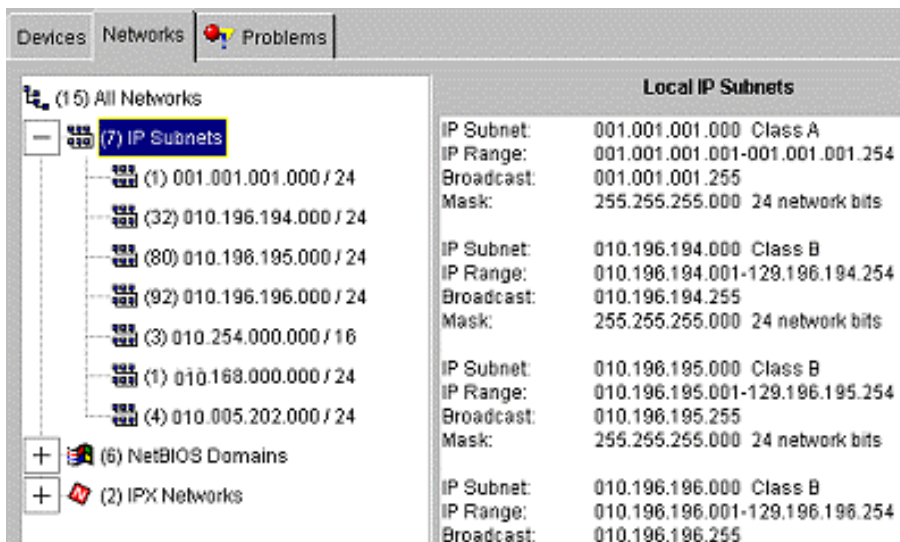 Devices Networks Problems
(15) All Networks
(7) IP Subnets
(1) 001.001.001.000 / 24
(32) 010.196.194.000 / 24
(80) 010.196.195.000 / 24
(92) 010.196.196.000 / 24
(3) 010.254.000.000 / 16
(1) 010.168.000.000 / 24
(4) 010.005.202.000 / 24
(6) NetBIOS Domains
(2) IPX Networks
Local IP Subnets
IP Subnet: 001.001.001.000 Class A
IP Range: 001.001.001.001-001.001.001.254
Broadcast: 001.001.001.255
Mask: 255.255.255.000 24 network bits
IP Subnet: 010.196.194.000 Class B
IP Range: 010.196.194.001-129.196.194.254
Broadcast: 010.196.194.255
Mask: 255.255.255.000 24 network bits
IP Subnet: 010.196.195.000 Class B
IP Range: 010.196.195.001-129.196.195.254
Broadcast: 010.196.195.255
Mask: 255.255.255.000 24 network bits
IP Subnet: 010.196.196.000 Class B
IP Range: 010.196.196.001-129.196.196.254
Broadcast: 010.196.196.255